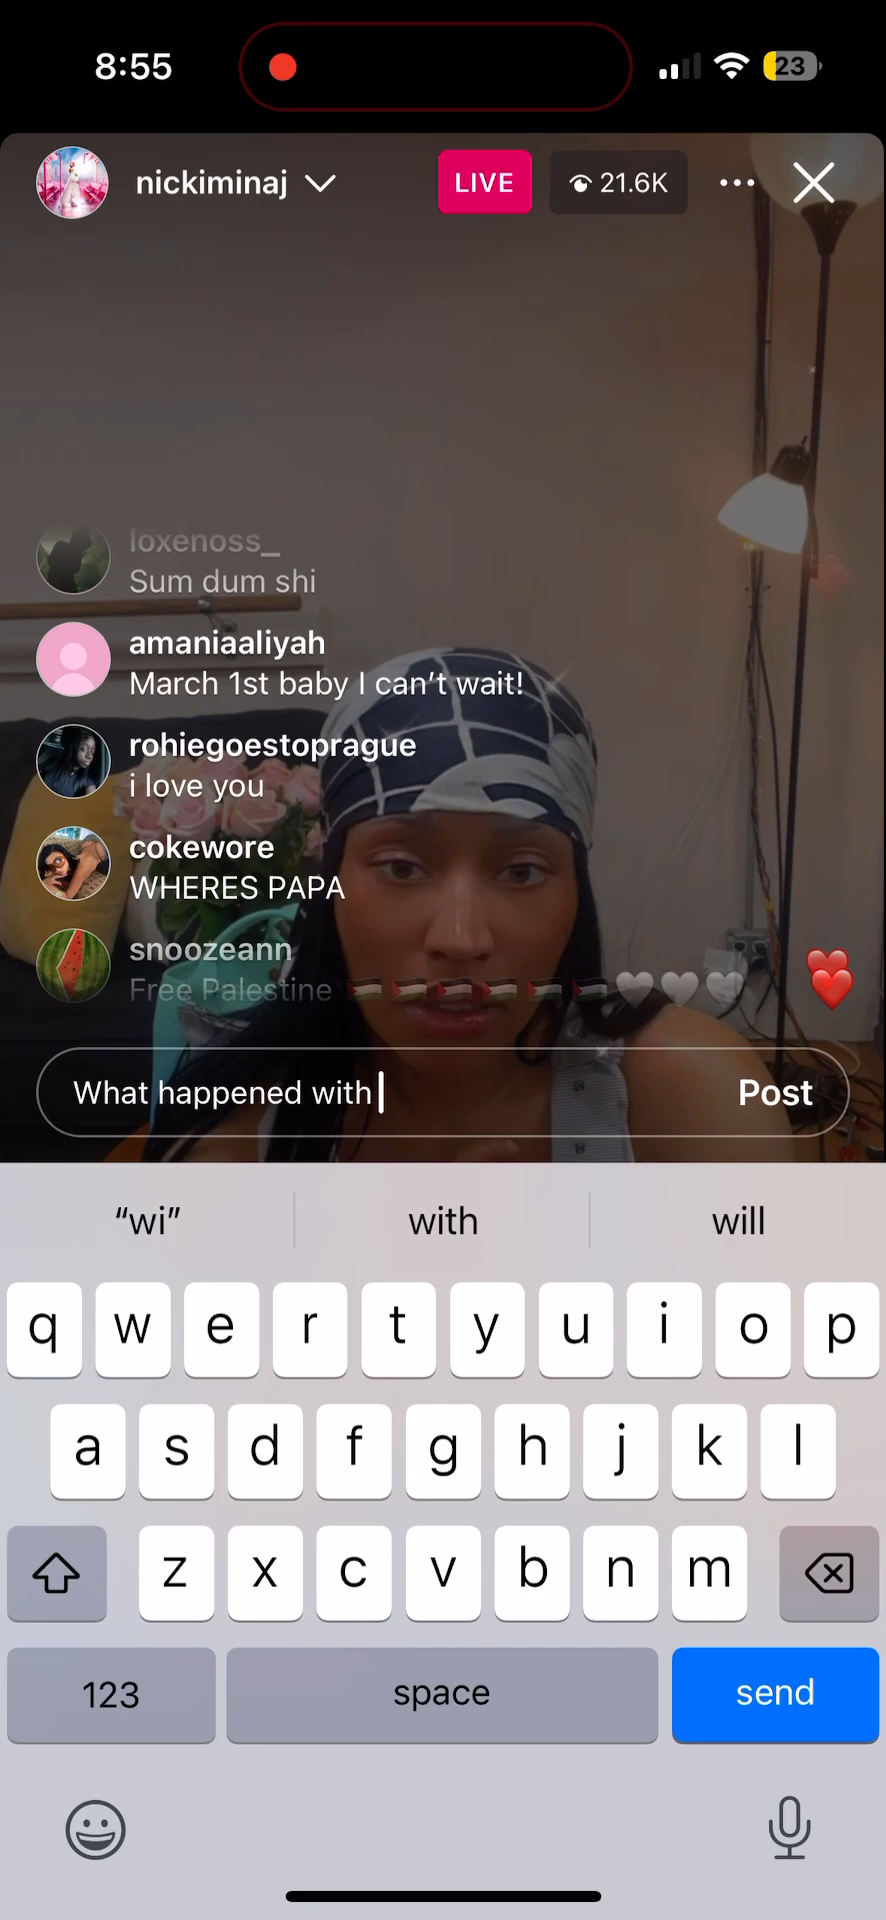 8:55
23
nickiminaj
LIVE
21.6K
loxenoss_
Sum dum shi
amaniaaliyah
March 1st baby I can’t wait!
rohiegoestoprague
i love you
cokewore
WHERES PAPA
snoozeann
Free Palestine 🇵🇸🇵🇸🇵🇸🇵🇸🇵🇸🇵🇸🤍🤍🤍
What happened with
Post
“wi”
with
will
q w e r t y u i o p
a s d f g h j k l
z x c v b n m
123
space
send